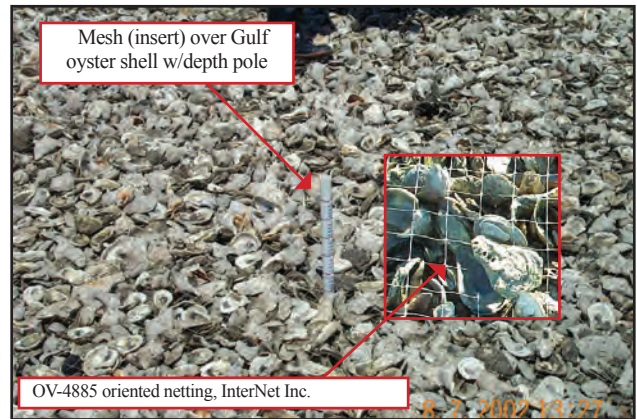 Mesh (insert) over Gulf
oyster shell w/depth pole
OV-4885 oriented netting, InterNet Inc.
8. 7. 2002 13:27